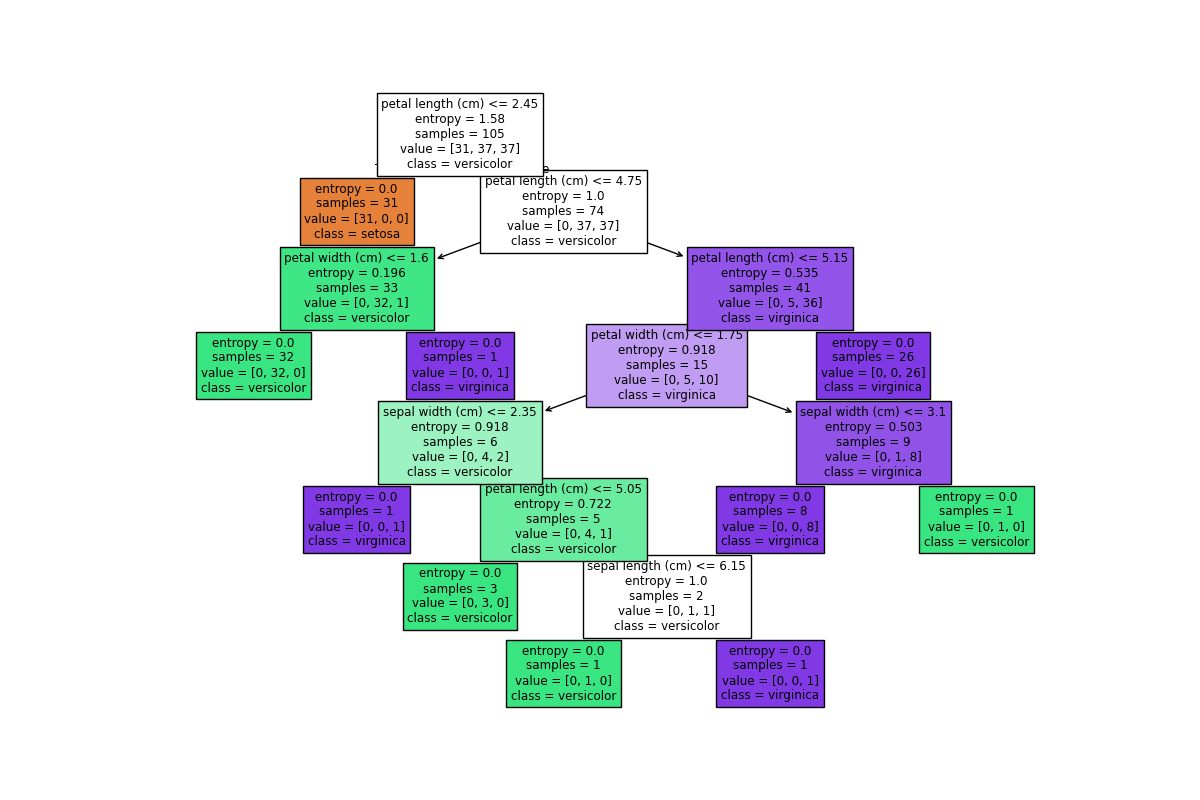 petal length (cm) <= 2.45
entropy = 1.58
samples = 105
value = [31, 37, 37]
class = versicolor
entropy = 0.0
samples = 31
value = [31, 0, 0]
class = setosa
petal length (cm) <= 4.75
entropy = 1.0
samples = 74
value = [0, 37, 37]
class = versicolor
petal width (cm) <= 1.6
entropy = 0.196
samples = 33
value = [0, 32, 1]
class = versicolor
petal length (cm) <= 5.15
entropy = 0.535
samples = 41
value = [0, 5, 36]
class = virginica
entropy = 0.0
samples = 32
value = [0, 32, 0]
class = versicolor
entropy = 0.0
samples = 1
value = [0, 0, 1]
class = virginica
petal width (cm) <= 1.75
entropy = 0.918
samples = 15
value = [0, 5, 10]
class = virginica
entropy = 0.0
samples = 26
value = [0, 0, 26]
class = virginica
sepal width (cm) <= 2.35
entropy = 0.918
samples = 6
value = [0, 4, 2]
class = versicolor
sepal width (cm) <= 3.1
entropy = 0.503
samples = 9
value = [0, 1, 8]
class = virginica
entropy = 0.0
samples = 1
value = [0, 0, 1]
class = virginica
petal length (cm) <= 5.05
entropy = 0.722
samples = 5
value = [0, 4, 1]
class = versicolor
entropy = 0.0
samples = 8
value = [0, 0, 8]
class = virginica
entropy = 0.0
samples = 1
value = [0, 1, 0]
class = versicolor
entropy = 0.0
samples = 3
value = [0, 3, 0]
class = versicolor
sepal length (cm) <= 6.15
entropy = 1.0
samples = 2
value = [0, 1, 1]
class = versicolor
entropy = 0.0
samples = 1
value = [0, 1, 0]
class = versicolor
entropy = 0.0
samples = 1
value = [0, 0, 1]
class = virginica